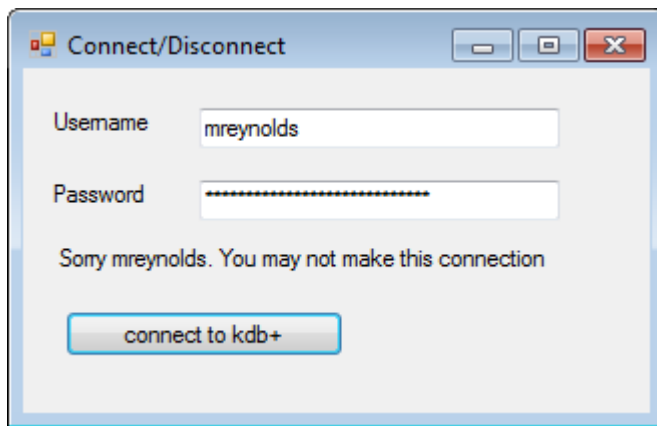 Connect/Disconnect
Username mreynolds
Password ****************************
Sorry mreynolds. You may not make this connection
connect to kdb+